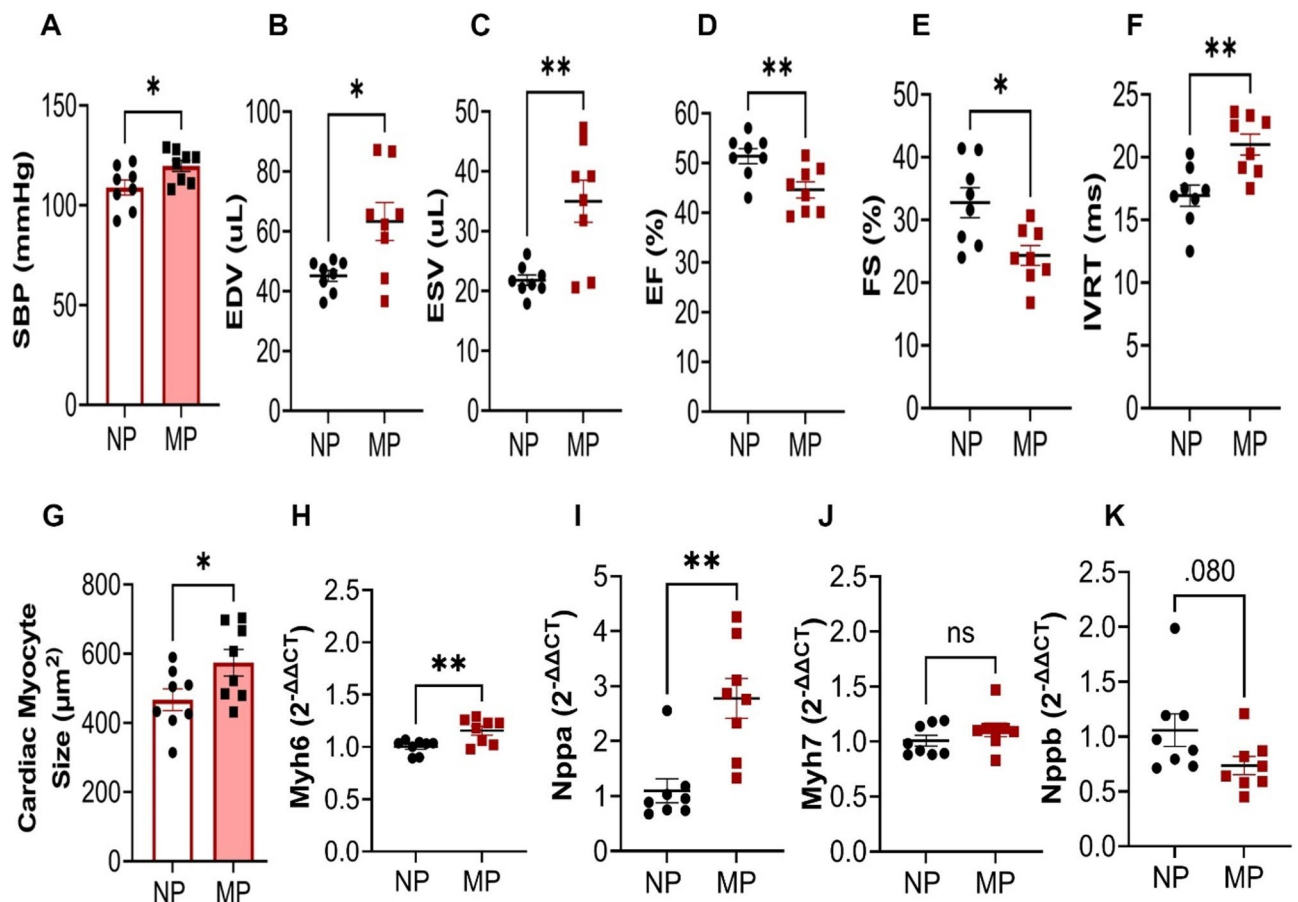 A B C D E F
* * ** ** * **
SBP (mmHg)
150
100
50
0
NP MP
EDV (uL)
100
80
60
40
20
0
NP MP
ESV (uL)
50
40
30
20
10
0
NP MP
EF (%)
60
50
40
30
20
10
0
NP MP
FS (%)
50
40
30
20
10
0
NP MP
IVRT (ms)
25
20
15
10
5
0
NP MP
G H I J K
* ** ** ns .080
Cardiac Myocyte
Size (µm²)
800
600
400
200
0
NP MP
Myh6 (2^-ΔΔCT)
2.5
2.0
1.5
1.0
0.5
0.0
NP MP
Nppa (2^-ΔΔCT)
5
4
3
2
1
0
NP MP
Myh7 (2^-ΔΔCT)
2.5
2.0
1.5
1.0
0.5
0.0
NP MP
Nppb (2^-ΔΔCT)
2.5
2.0
1.5
1.0
0.5
0.0
NP MP